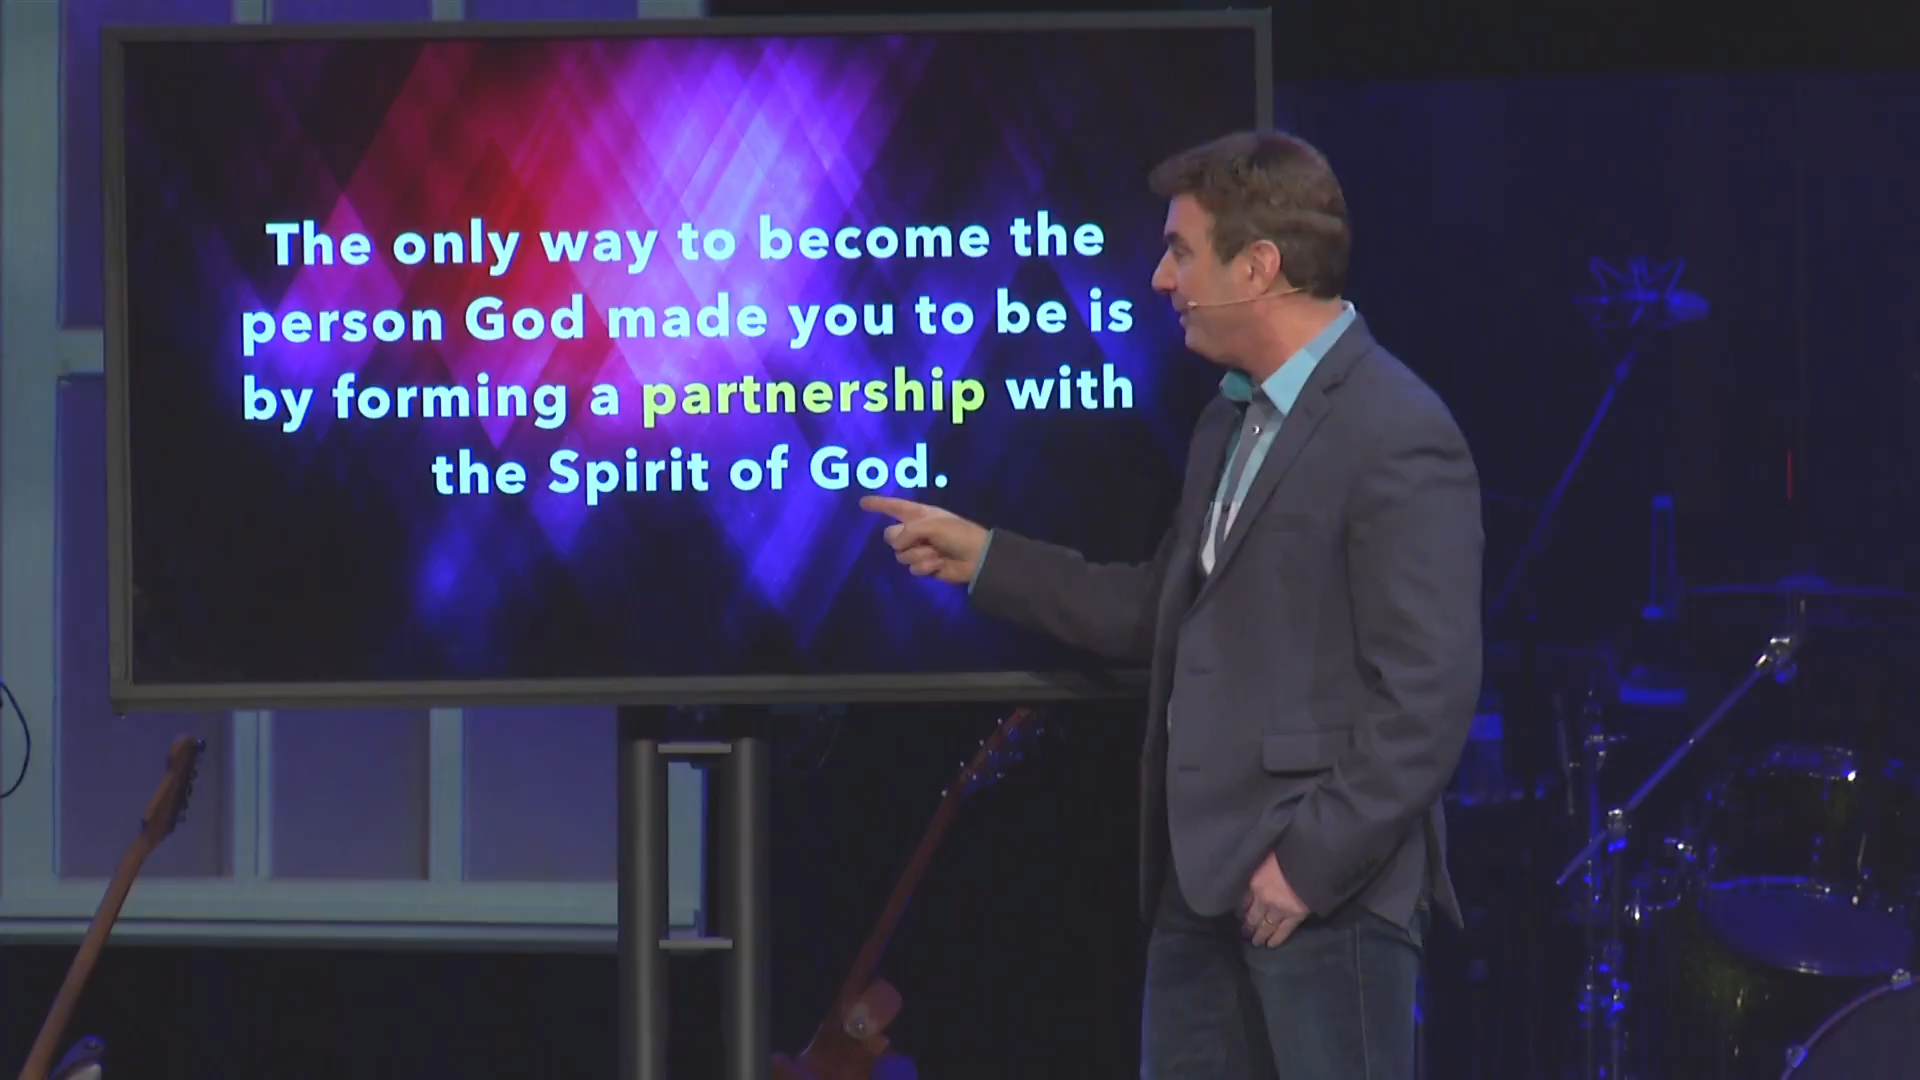 The only way to become the
person God made you to be is
by forming a partnership with
the Spirit of God.